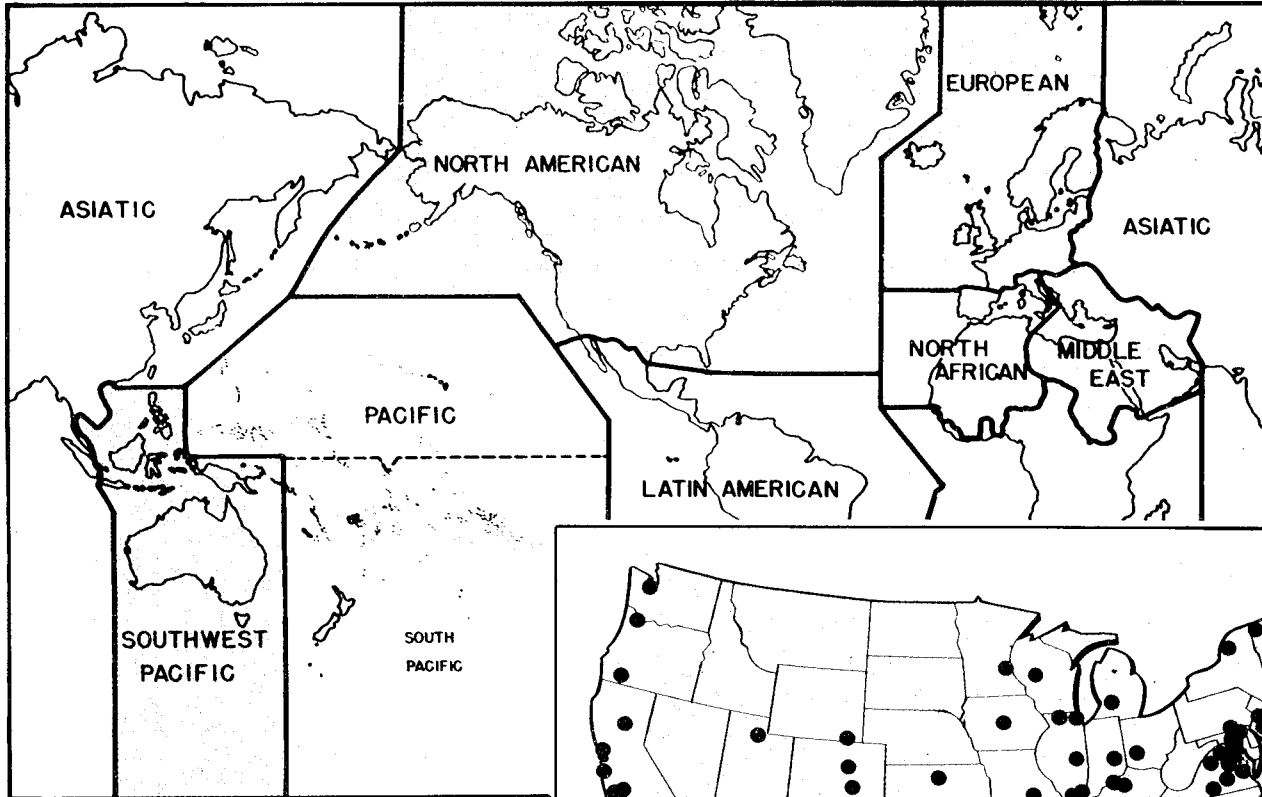 EUROPEAN
NORTH AMERICAN
ASIATIC
ASIATIC
NORTH
AFRICAN
MIDDLE
EAST
PACIFIC
LATIN AMERICAN
SOUTHWEST
PACIFIC
SOUTH
PACIFIC